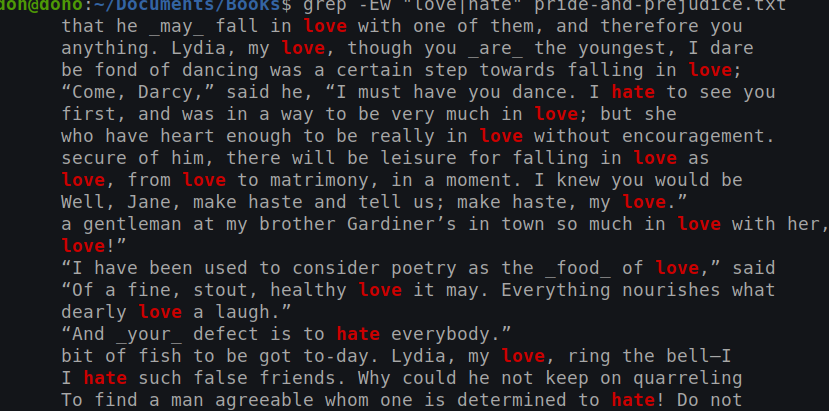 don@dono:~/Documents/Books$ grep -Ew "love|hate" pride-and-prejudice.txt
that he _may_ fall in love with one of them, and therefore you
anything. Lydia, my love, though you _are_ the youngest, I dare
be fond of dancing was a certain step towards falling in love;
“Come, Darcy,” said he, “I must have you dance. I hate to see you
first, and was in a way to be very much in love; but she
who have heart enough to be really in love without encouragement.
secure of him, there will be leisure for falling in love as
love, from love to matrimony, in a moment. I knew you would be
Well, Jane, make haste and tell us; make haste, my love.”
a gentleman at my brother Gardiner’s in town so much in love with her,
love!”
“I have been used to consider poetry as the _food_ of love,” said
“Of a fine, stout, healthy love it may. Everything nourishes what
dearly love a laugh.”
“And _your_ defect is to hate everybody.”
bit of fish to be got to-day. Lydia, my love, ring the bell—I
I hate such false friends. Why could he not keep on quarreling
To find a man agreeable whom one is determined to hate! Do not